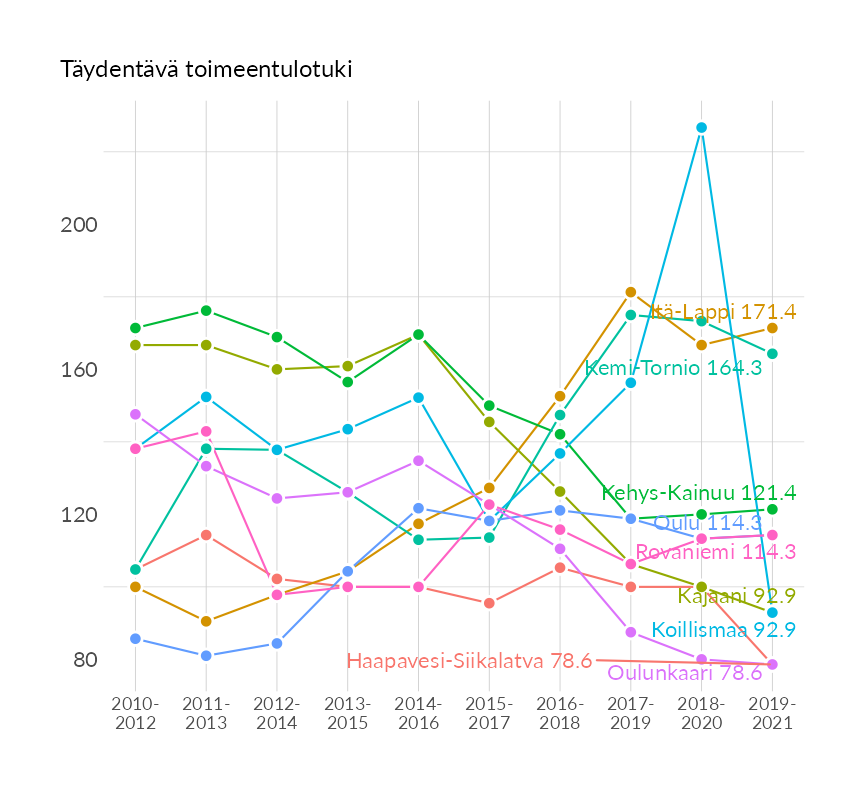 Täydentävä toimeentulotuki
200
160
120
80
Itä-Lappi 171.4
Kemi-Tornio 164.3
Kehys-Kainuu 121.4
Oulu 114.3
Rovaniemi 114.3
Kajaani 92.9
Koillismaa 92.9
Haapavesi-Siikalatva 78.6
Oulunkaari 78.6
2010-
2012
2011-
2013
2012-
2014
2013-
2015
2014-
2016
2015-
2017
2016-
2018
2017-
2019
2018-
2020
2019-
2021